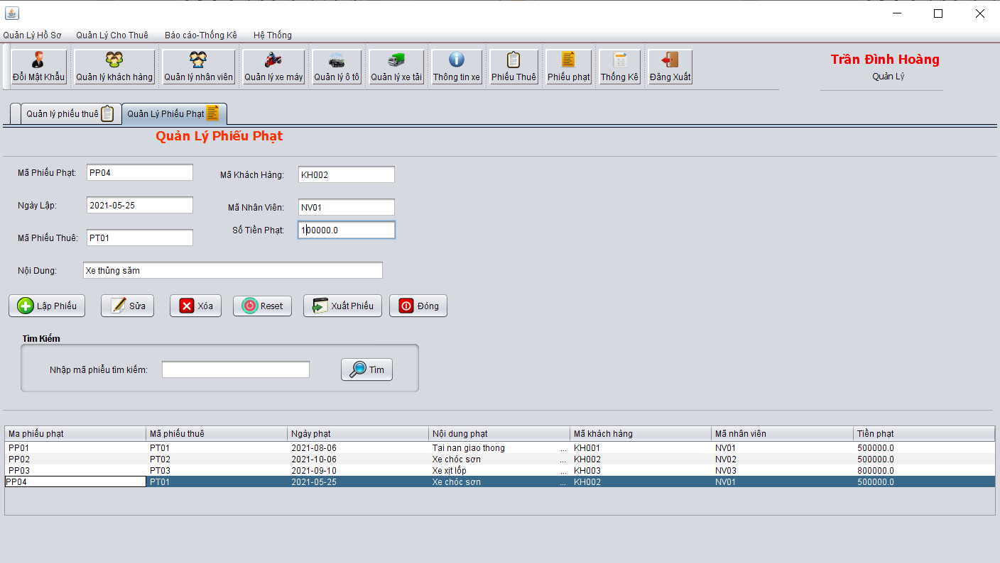 Quản Lý Hồ Sơ Quản Lý Cho Thuê Báo cáo-Thống Kê Hệ Thống
Đổi Mật Khẩu Quản lý khách hàng Quản lý nhân viên Quản lý xe máy Quản lý ô tô Quản lý xe tải Thông tin xe Phiếu Thuê Phiếu phạt Thống Kê Đăng Xuất
Trần Đình Hoàng
Quản Lý
Quản lý phiếu thuê Quản Lý Phiếu Phạt
Quản Lý Phiếu Phạt
Mã Phiếu Phạt: PP04 Mã Khách Hàng: KH002
Ngày Lập: 2021-05-25 Mã Nhân Viên: NV01
Số Tiền Phạt: 100000.0
Mã Phiếu Thuê: PT01
Nội Dung: Xe thủng săm
Lập Phiếu Sửa Xóa Reset Xuất Phiếu Đóng
Tìm Kiếm
Nhập mã phiểu tìm kiếm: Tìm
Ma phiếu phạt Mã phiếu thuê Ngày phạt Nội dung phạt Mã khách hàng Mã nhân viên Tiền phạt
PP01 PT01 2021-08-06 Tai nan giao thong ... KH001 NV01 500000.0
PP02 PT02 2021-10-06 Xe chóc sơn ... KH002 NV02 500000.0
PP03 PT03 2021-09-10 Xe xịt lốp ... KH003 NV03 800000.0
PP04 PT01 2021-05-25 Xe chóc sơn ... KH002 NV01 500000.0